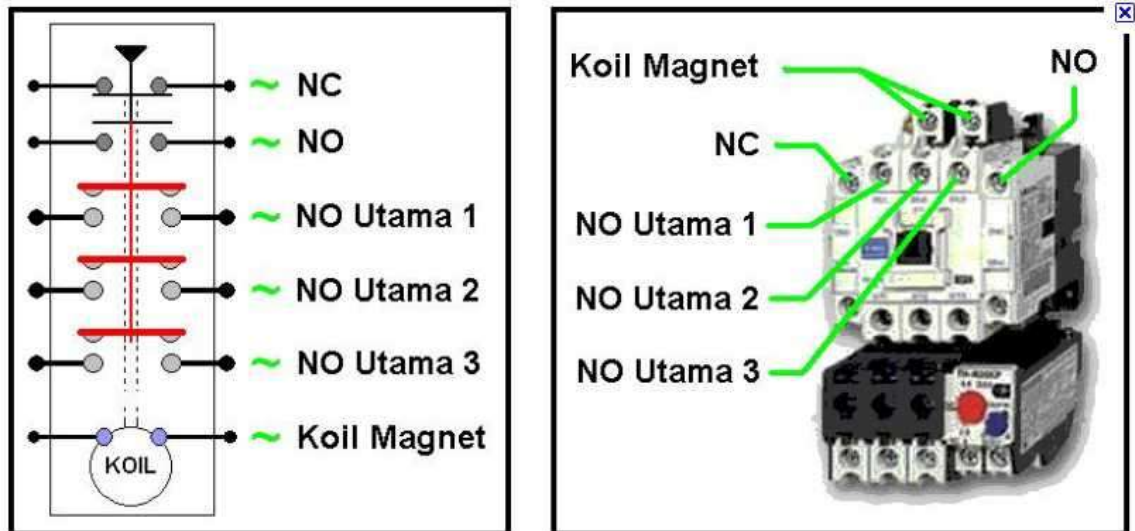 NC
NO
NO Utama 1
NO Utama 2
NO Utama 3
Koil Magnet
KOIL
Koil Magnet
NO
NC
NO Utama 1
NO Utama 2
NO Utama 3